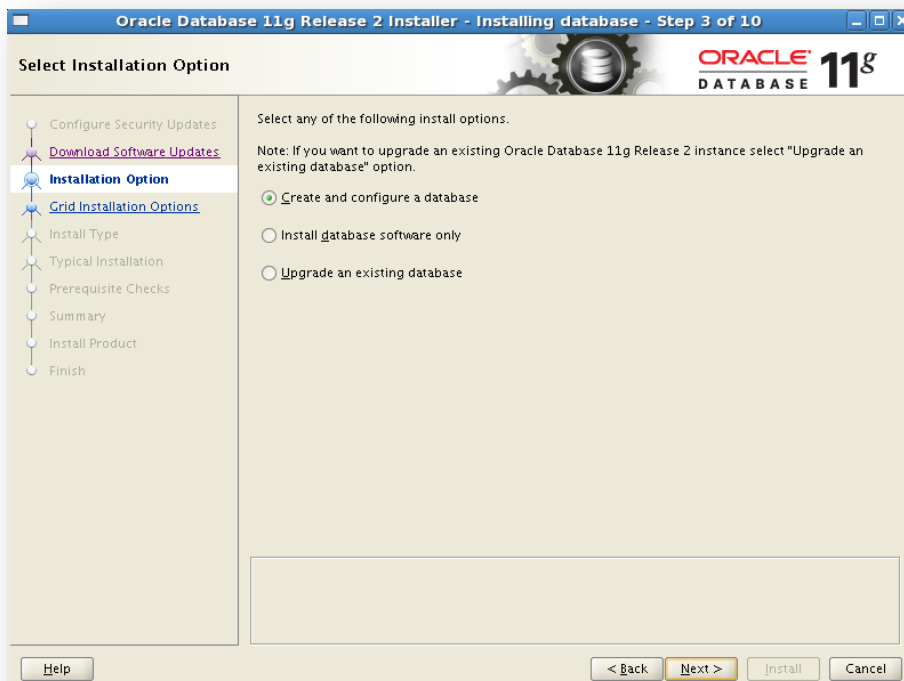 Oracle Database 11g Release 2 Installer - Installing database - Step 3 of 10
Select Installation Option
ORACLE
DATABASE
11g
Configure Security Updates
Download Software Updates
Installation Option
Grid Installation Options
Install Type
Typical Installation
Prerequisite Checks
Summary
Install Product
Finish
Select any of the following install options.
Note: If you want to upgrade an existing Oracle Database 11g Release 2 instance select "Upgrade an
existing database" option.
Create and configure a database
Install database software only
Upgrade an existing database
Help
< Back
Next >
Install
Cancel